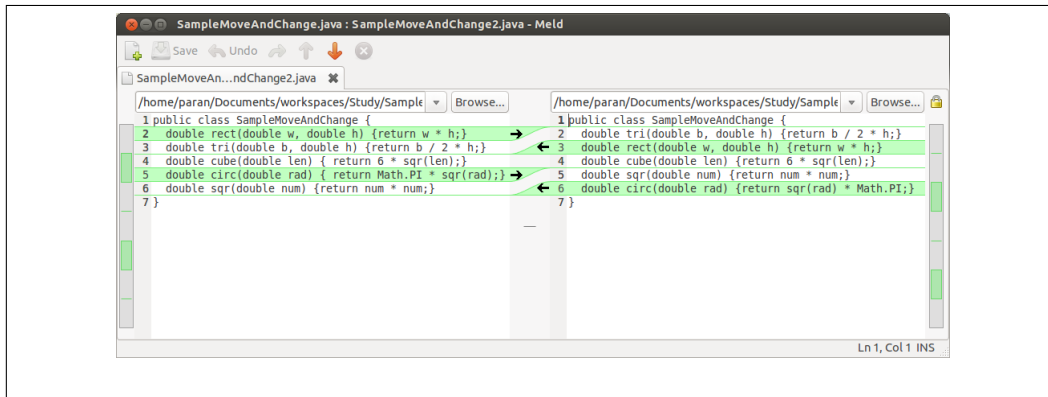 SampleMoveAndChange.java : SampleMoveAndChange2.java - Meld
Save Undo
SampleMoveAn...ndChange2.java
/home/paran/Documents/workspaces/Study/Sample Browse...
1 public class SampleMoveAndChange {
2 double rect(double w, double h) {return w * h;}
3 double tri(double b, double h) {return b / 2 * h;}
4 double cube(double len) { return 6 * sqr(len);}
5 double circ(double rad) { return Math.PI * sqr(rad);}
6 double sqr(double num) {return num * num;}
7 }
/home/paran/Documents/workspaces/Study/Sample Browse...
1 public class SampleMoveAndChange {
2 double tri(double b, double h) {return b / 2 * h;}
3 double rect(double w, double h) {return w * h;}
4 double cube(double len) {return 6 * sqr(len);}
5 double sqr(double num) {return num * num;}
6 double circ(double rad) {return sqr(rad) * Math.PI;}
7 }
Ln 1, Col 1 INS